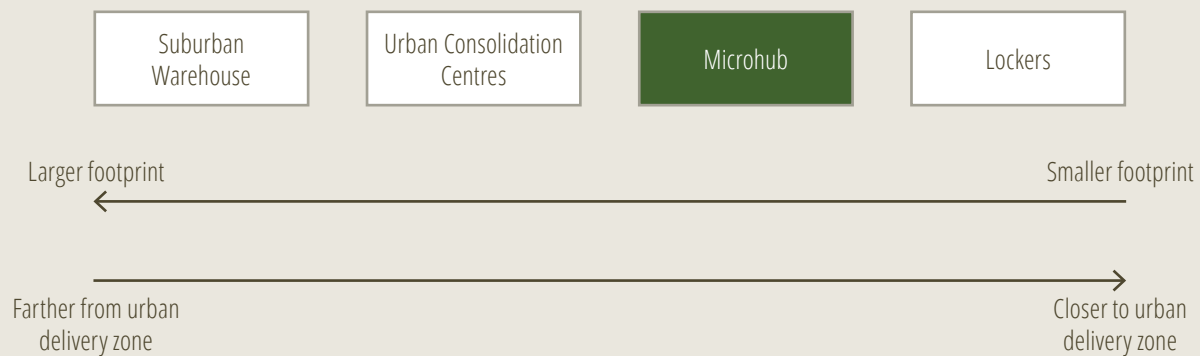 Suburban
Warehouse
Urban Consolidation
Centres
Microhub
Lockers
Larger footprint
Smaller footprint
Farther from urban
delivery zone
Closer to urban
delivery zone